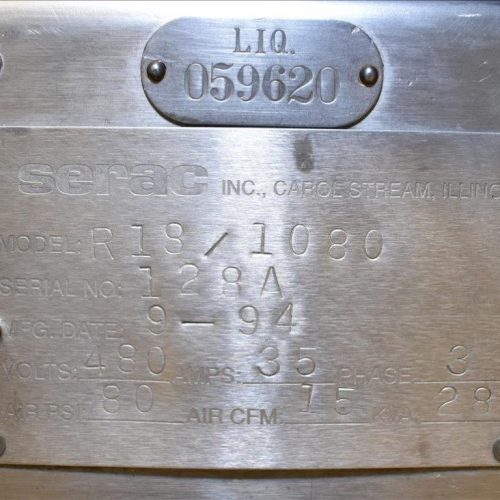 LIQ.
059620
serac INC., CAROL STREAM, ILLINO
MODEL: R18/1080
SERIAL NO: 128A
MFG. DATE: 9-94
VOLTS: 480 AMPS: 35 PHASE 3
AIR PSI: 80 AIR CFM: 15 KVA: 28